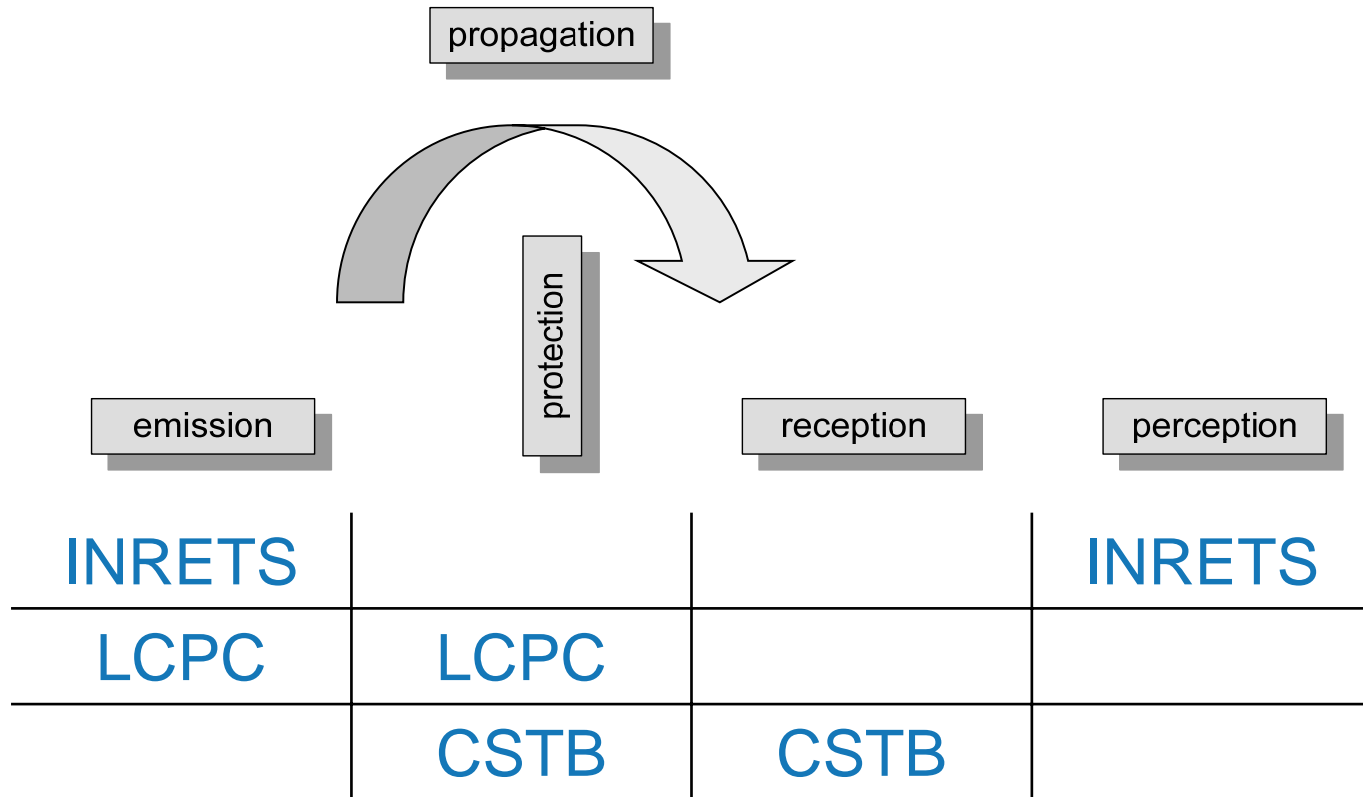 propagation
protection
emission
reception
perception
INRETS INRETS
LCPC LCPC
CSTB CSTB